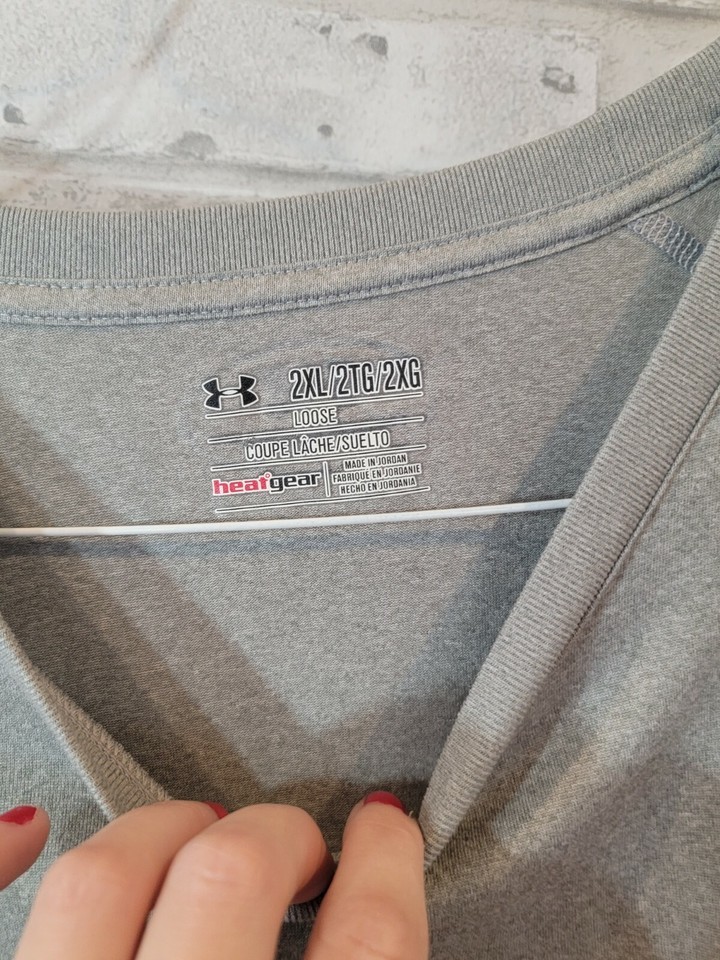 2XL/2TG/2XG
LOOSE
COUPE LÂCHE/SUELTO
heatgear
MADE IN JORDAN
FABRIQUÉ EN JORDANIE
HECHO EN JORDANIA